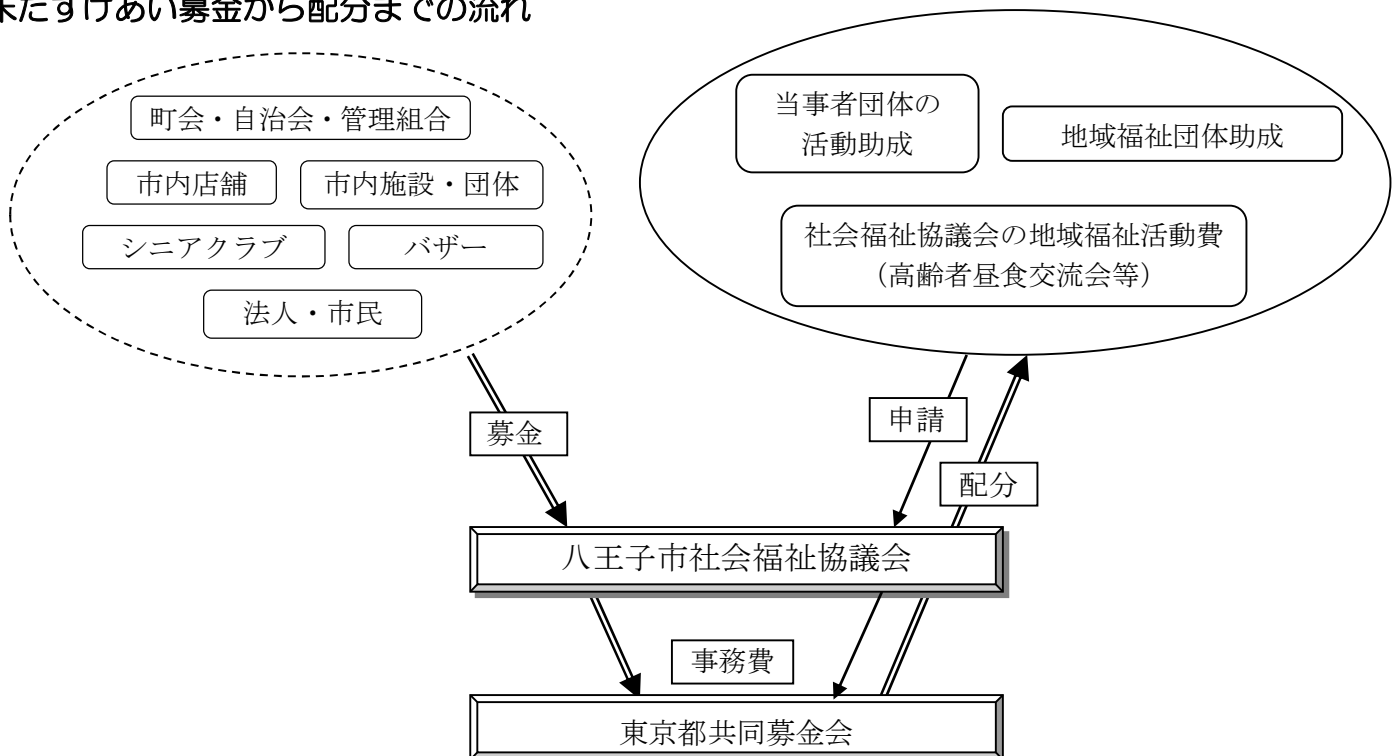 末たすけあい募金から配分までの流れ
町会・自治会・管理組合
市内店舗
市内施設・団体
シニアクラブ
バザー
法人・市民
当事者団体の
活動助成
地域福祉団体助成
社会福祉協議会の地域福祉活動費
（高齢者昼食交流会等）
募金
申請
配分
八王子市社会福祉協議会
事務費
東京都共同募金会